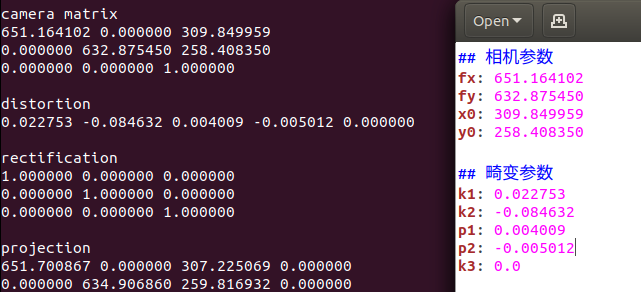 camera matrix
651.164102 0.000000 309.849959
0.000000 632.875450 258.408350
0.000000 0.000000 1.000000
distortion
0.022753 -0.084632 0.004009 -0.005012 0.000000
rectification
1.000000 0.000000 0.000000
0.000000 1.000000 0.000000
0.000000 0.000000 1.000000
projection
651.700867 0.000000 307.225069 0.000000
0.000000 634.906860 259.816932 0.000000
Open
## 相机参数
fx: 651.164102
fy: 632.875450
x0: 309.849959
y0: 258.408350
## 畸变参数
k1: 0.022753
k2: -0.084632
p1: 0.004009
p2: -0.005012
k3: 0.0